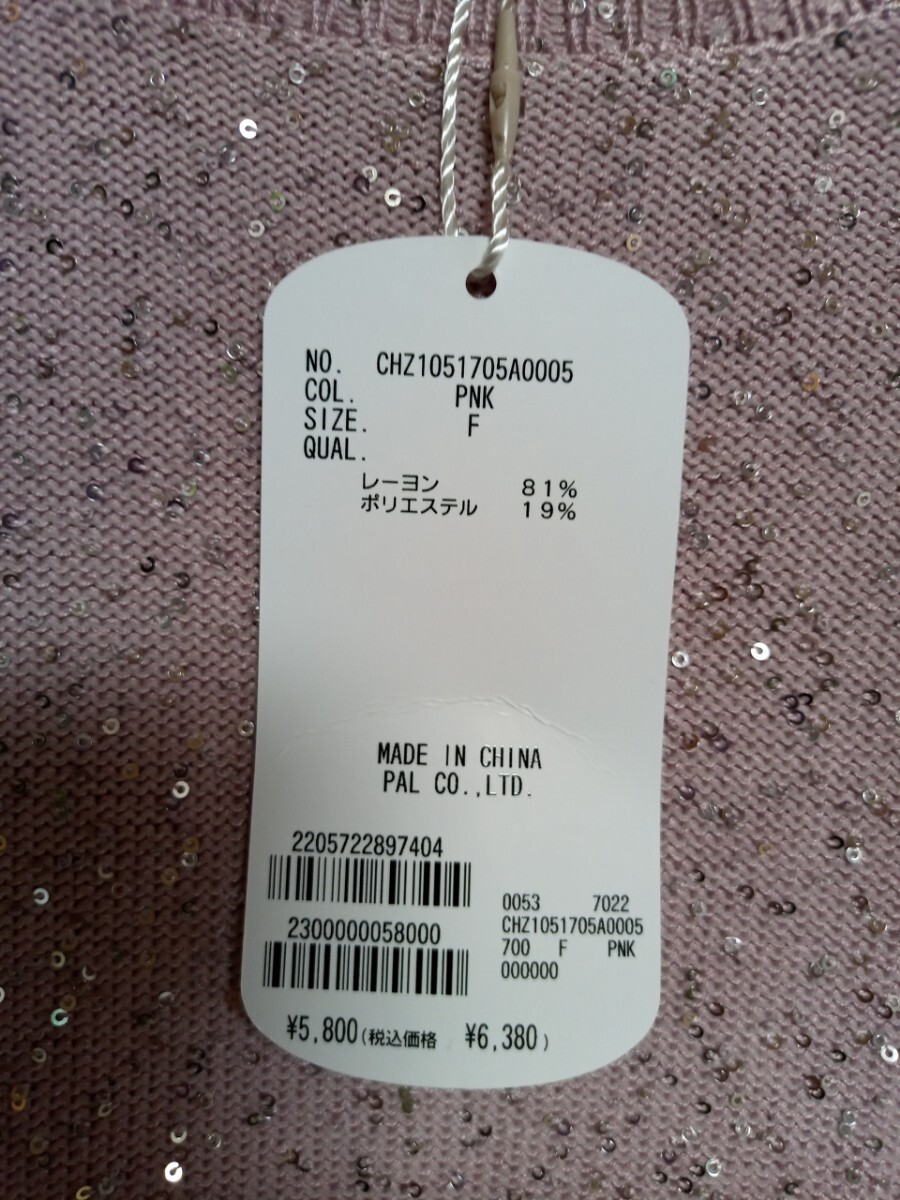 NO. CHZ1051705A0005
COL. PNK
SIZE. F
QUAL.
レーヨン 81%
ポリエステル 19%
MADE IN CHINA
PAL CO.,LTD.
2205722897404
2300000058000
0053 7022
CHZ1051705A0005
700 F PNK
000000
¥5,800(税込価格 ¥6,380)